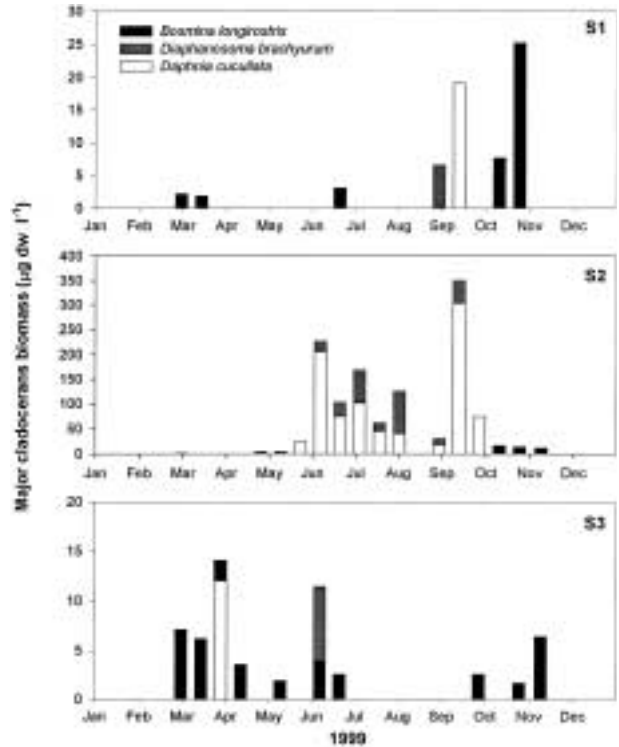 Major cladocerans biomass (µg dw l⁻¹)
30
25
20
15
10
5
0
Bosmina longirostris
Diaphanosoma brachyurum
Daphnia cucullata
S1
Jan Feb Mar Apr May Jun Jul Aug Sep Oct Nov Dec
400
350
300
250
200
150
100
50
0
S2
Jan Feb Mar Apr May Jun Jul Aug Sep Oct Nov Dec
20
15
10
5
0
S3
Jan Feb Mar Apr May Jun Jul Aug Sep Oct Nov Dec
1999